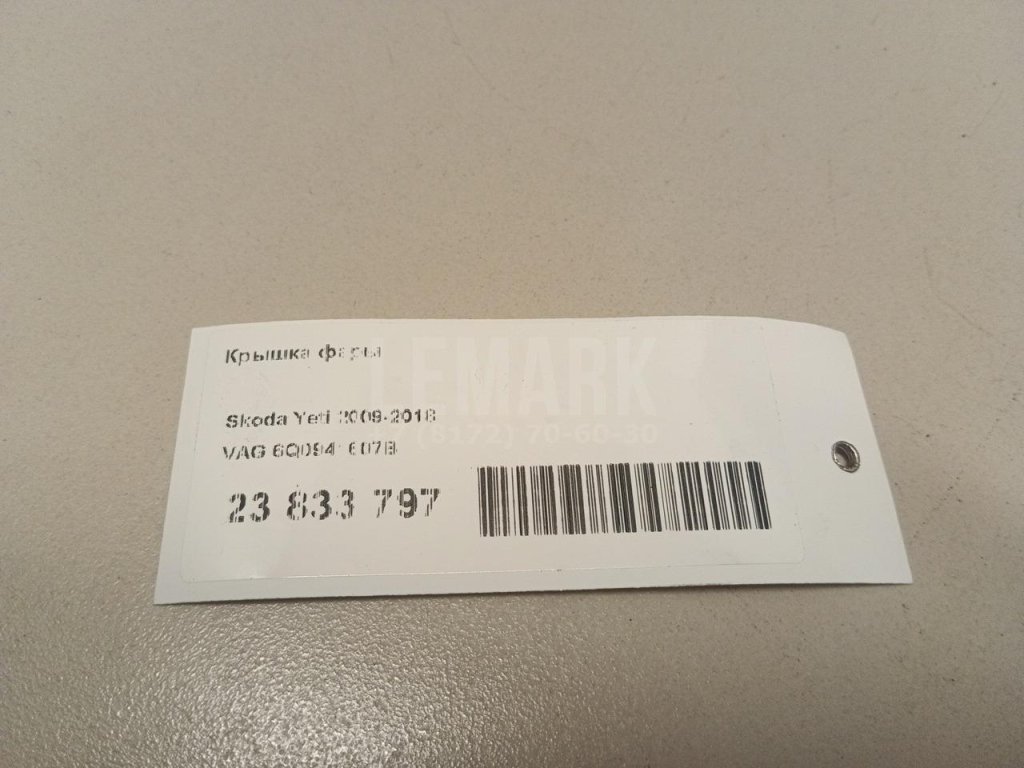 Крышка фары
LEMARK
Skoda Yeti 2009-2018
(8172) 70-60-30
VAG 6Q0941607B
23 833 797